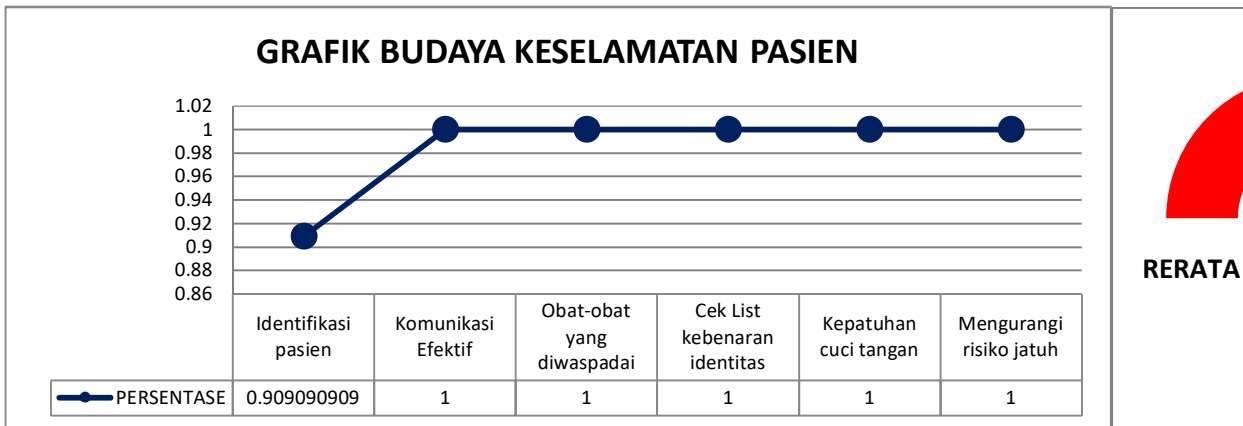 GRAFIK BUDAYA KESELAMATAN PASIEN
1.02
1
0.98
0.96
0.94
0.92
0.9
0.88
0.86
Identifikasi
pasien
Komunikasi
Efektif
Obat-obat
yang
diwaspadai
Cek List
kebenaran
identitas
Kepatuhan
cuci tangan
Mengurangi
risiko jatuh
PERSENTASE 0.909090909 1 1 1 1 1
RERATA